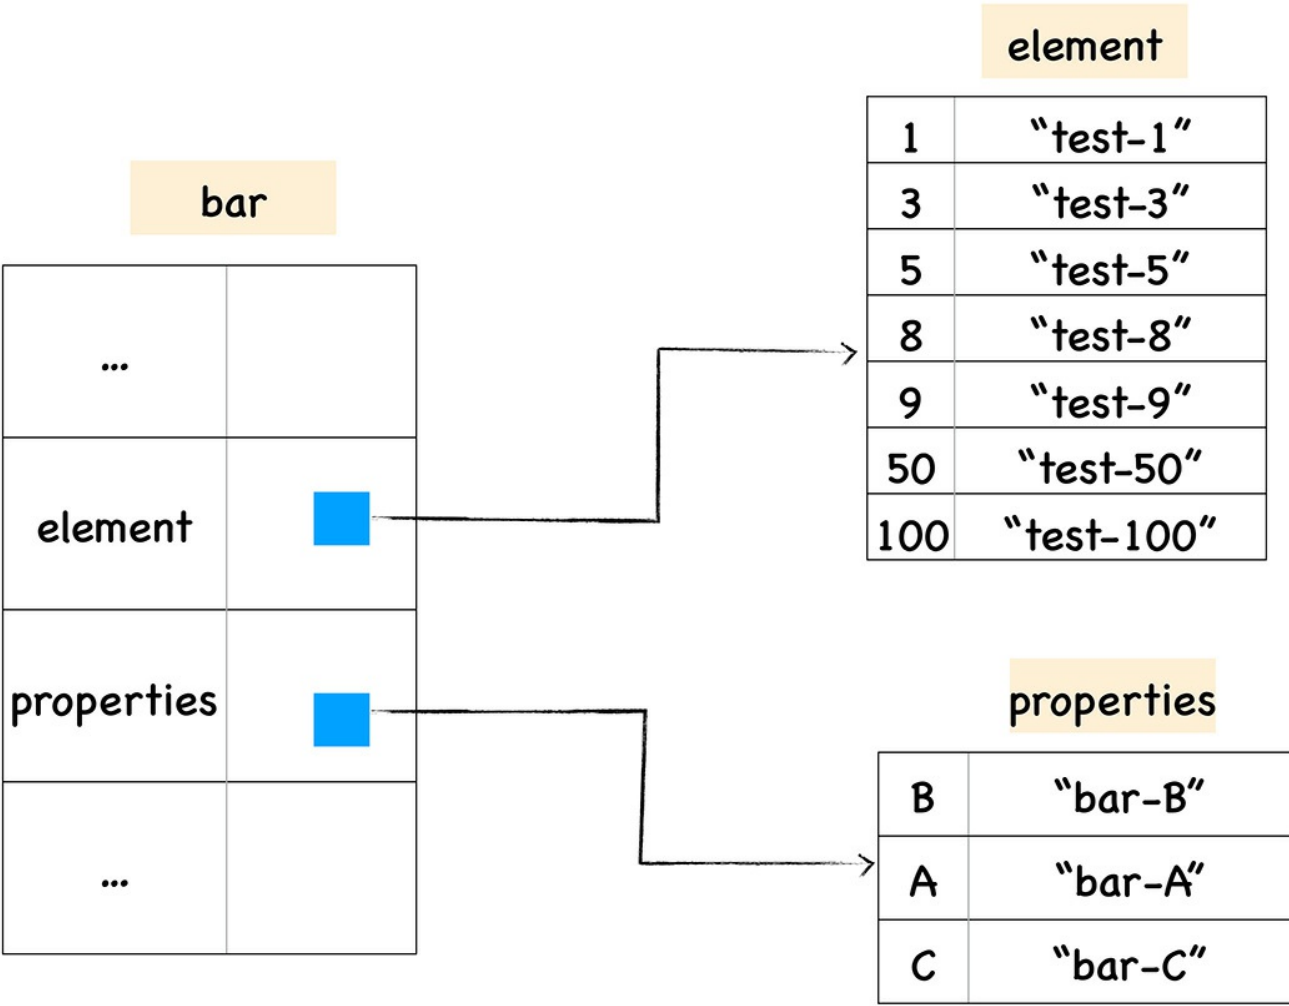 bar
...
element
properties
...
element
1 “test-1”
3 “test-3”
5 “test-5”
8 “test-8”
9 “test-9”
50 “test-50”
100 “test-100”
properties
B “bar-B”
A “bar-A”
C “bar-C”